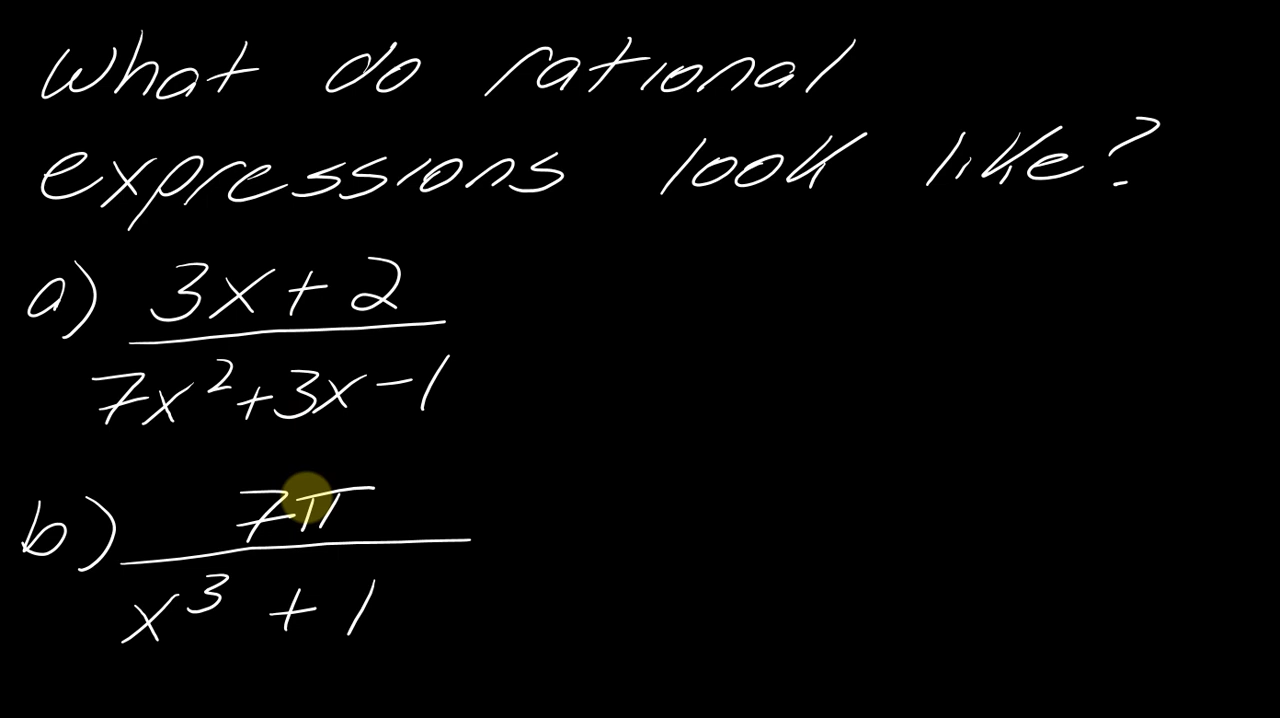 What do rational
expressions look like?
a) 3x + 2
7x² + 3x - 1
b) 7π
x³ + 1